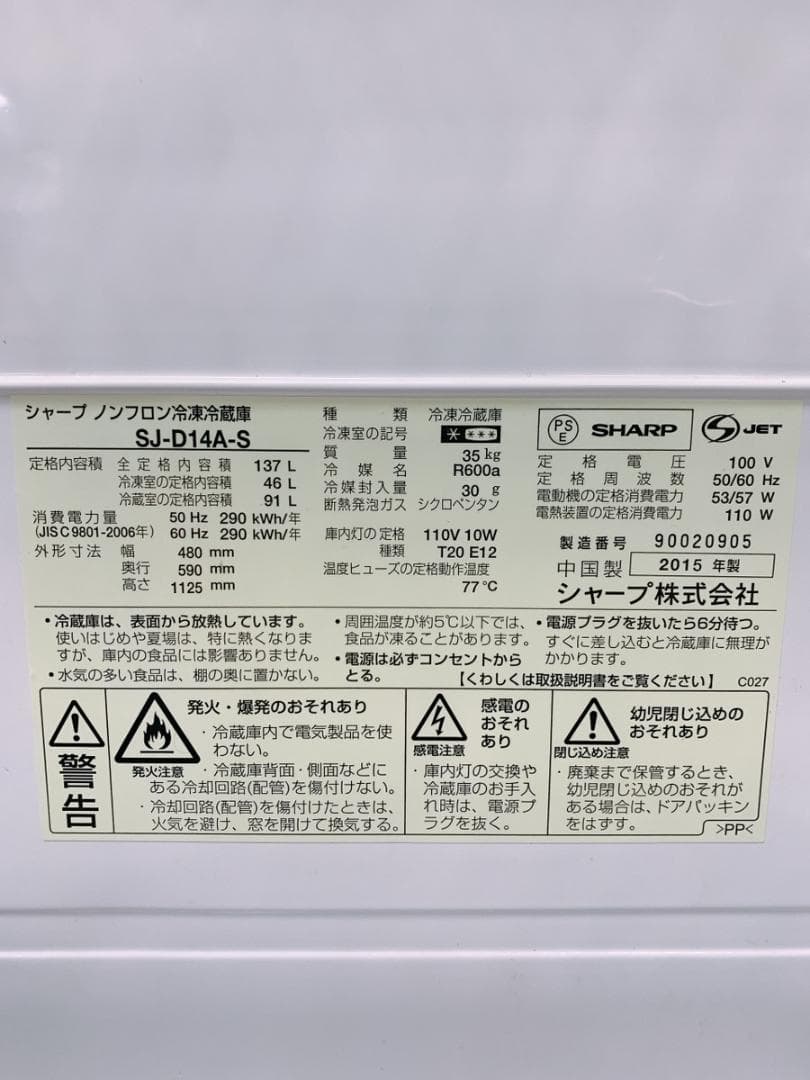 シャープ ノンフロン冷凍冷蔵庫
SJ-D14A-S
定格内容積 全定格内容積 137 L
冷凍室の定格内容積 46 L
冷蔵室の定格内容積 91 L
消費電力量 50 Hz 290 kWh/年
(JIS C 9801-2006年) 60 Hz 290 kWh/年
外形寸法 幅 480 mm
奥行 590 mm
高さ 1125 mm
種類 冷凍冷蔵庫
冷凍室の記号 * ***
質量 35 kg
冷媒名 R600a
冷媒封入量 30 g
断熱発泡ガス シクロペンタン
庫内灯の定格 110V 10W
種類 T20 E12
温度ヒューズの定格動作温度
77℃
PS
E
SHARP
S JET
定格電圧 100 V
定格周波数 50/60 Hz
電動機の定格消費電力 53/57 W
電熱装置の定格消費電力 110 W
製造番号 90020905
中国製 2015 年製
シャープ株式会社
・冷蔵庫は、表面から放熱しています。
使いはじめや夏場は、特に熱くなりま
すが、庫内の食品には影響ありません。
・水気の多い食品は、棚の奥に置かない。
・周囲温度が約5℃以下では、
食品が凍ることがあります。
・電源は必ずコンセントから
とる。
・電源プラグを抜いたら6分待つ。
すぐに差し込むと冷蔵庫に無理が
かかります。
【くわしくは取扱説明書をご覧ください】 C027
警告
発火注意
発火・爆発のおそれあり
・冷蔵庫内で電気製品を使
わない。
・冷蔵庫背面・側面などに
ある冷却回路(配管)を傷付けない。
・冷却回路(配管)を傷付けたときは、
火気を避け、窓を開けて換気する。
感電注意
感電の
おそれ
あり
・庫内灯の交換や
冷蔵庫のお手入
れ時は、電源プ
ラグを抜く。
閉じ込め注意
幼児閉じ込めの
おそれあり
・廃棄まで保管するとき、
幼児閉じ込めのおそれが
ある場合は、ドアパッキン
をはずす。
>PP<